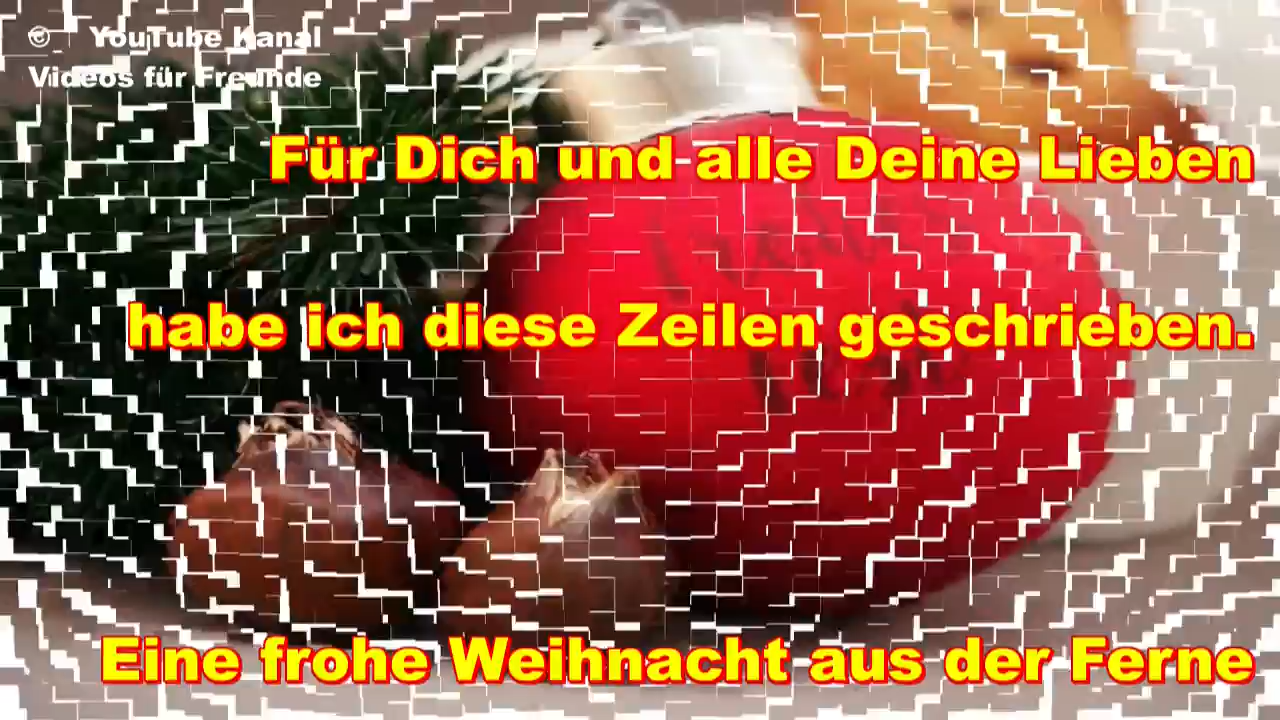 © YouTube Kanal
Videos für Freunde
Für Dich und alle Deine Lieben
habe ich diese Zeilen geschrieben.
Eine frohe Weihnacht aus der Ferne